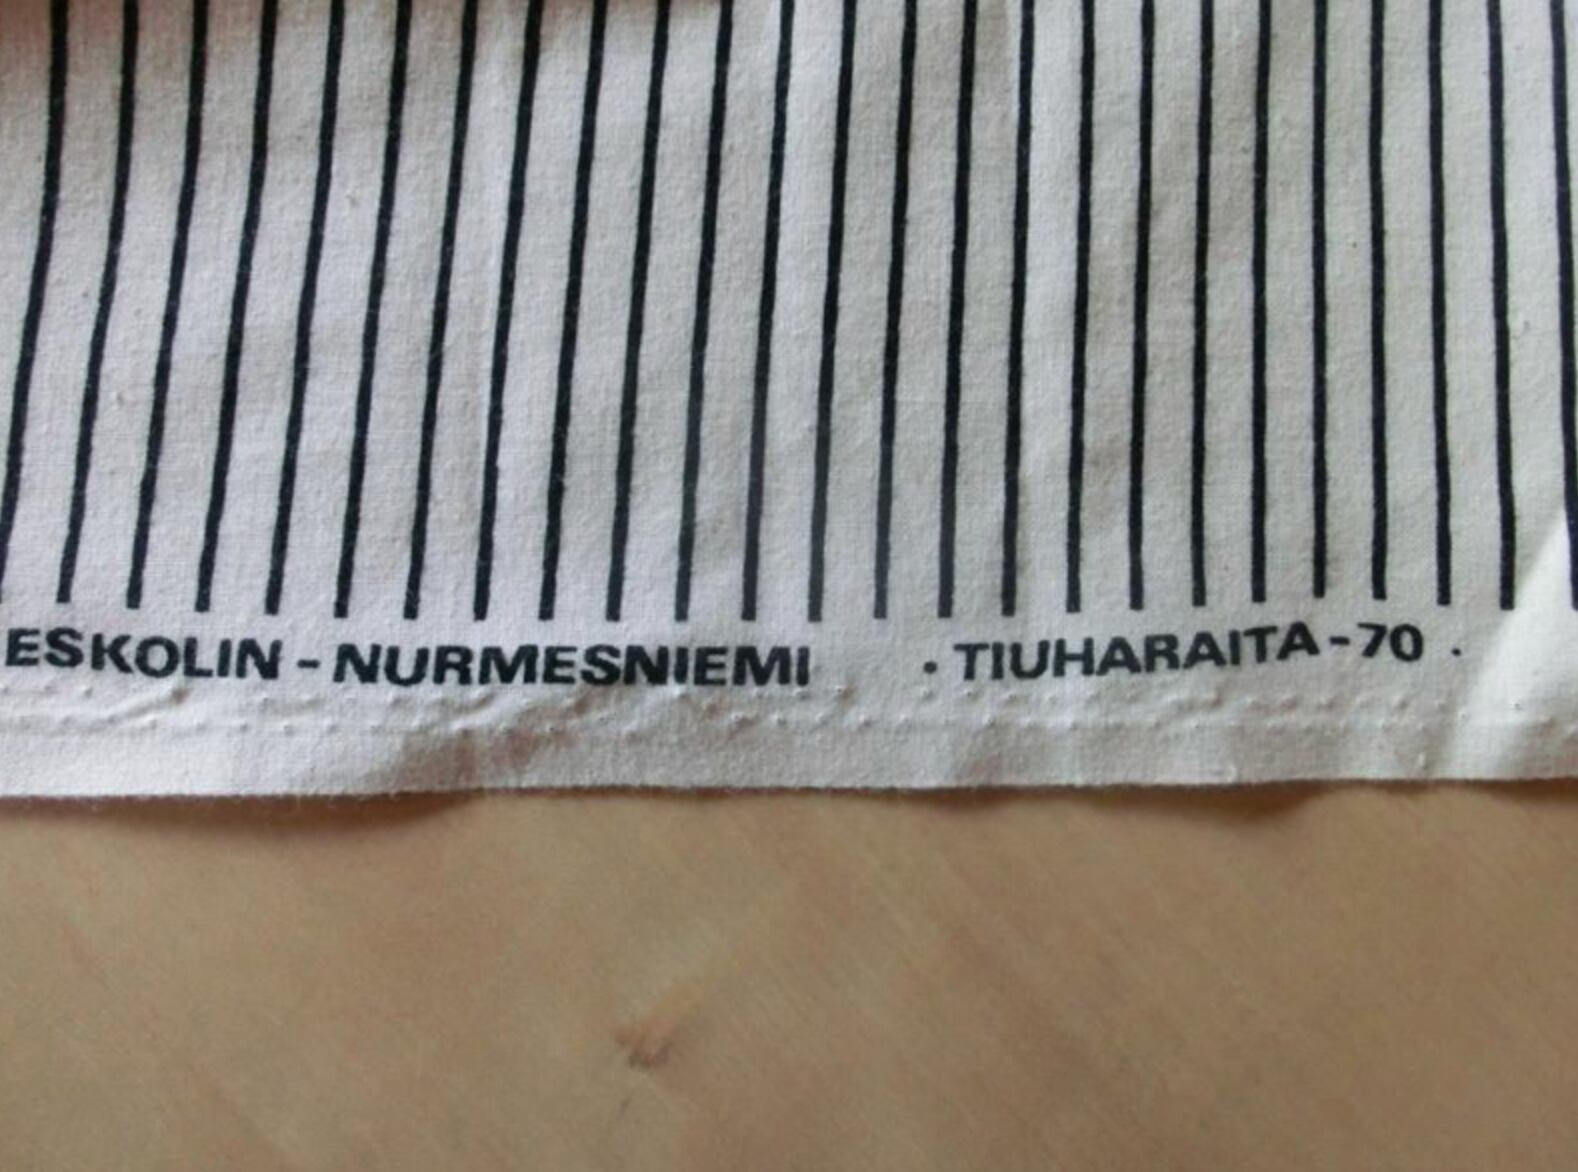 ESKOLIN - NURMESNIEMI · TIUHARAITA - 70 ·